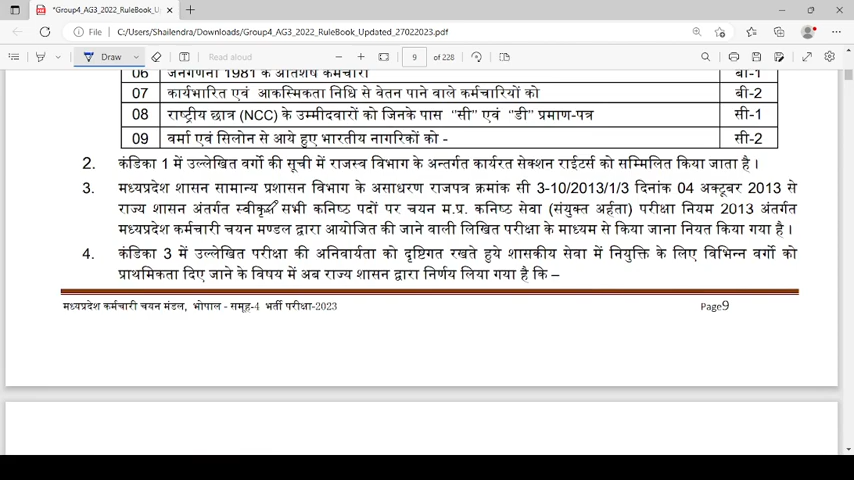 *Group4_AG3_2022_RuleBook_U
File
C:/Users/Shailendra/Downloads/Group4_AG3_2022_RuleBook_Updated_27022023.pdf
Draw
Read aloud
9 of 228
06 जनगणना 1981 के अतिशेष कर्मचारी बी-1
07 कार्यभारित एवं आकस्मिकता निधि से वेतन पाने वाले कर्मचारियों को बी-2
08 राष्ट्रीय छात्र (NCC) के उम्मीदवारों को जिनके पास ''सी'' एवं ''डी'' प्रमाण-पत्र सी-1
09 वर्मा एवं सिलोन से आये हुए भारतीय नागरिकों को - सी-2
2. कंडिका 1 में उल्लेखित वर्गो की सूची में राजस्व विभाग के अन्तर्गत कार्यरत सेक्शन राईटर्स को सम्मिलित किया जाता है ।
3. मध्यप्रदेश शासन सामान्य प्रशासन विभाग के असाधरण राजपत्र क्रमांक सी 3-10/2013/1/3 दिनांक 04 अक्टूबर 2013 से
राज्य शासन अंतर्गत स्वीकृत सभी कनिष्ठ पदों पर चयन म.प्र. कनिष्ठ सेवा (संयुक्त अर्हता) परीक्षा नियम 2013 अंतर्गत
मध्यप्रदेश कर्मचारी चयन मण्डल द्वारा आयोजित की जाने वाली लिखित परीक्षा के माध्यम से किया जाना नियत किया गया है ।
4. कंडिका 3 में उल्लेखित परीक्षा की अनिवार्यता को दृष्टिगत रखते हुये शासकीय सेवा में नियुक्ति के लिए विभिन्न वर्गो को
प्राथमिकता दिए जाने के विषय में अब राज्य शासन द्वारा निर्णय लिया गया है कि –
मध्यप्रदेश कर्मचारी चयन मंडल, भोपाल - समूह-4 भर्ती परीक्षा-2023 Page9